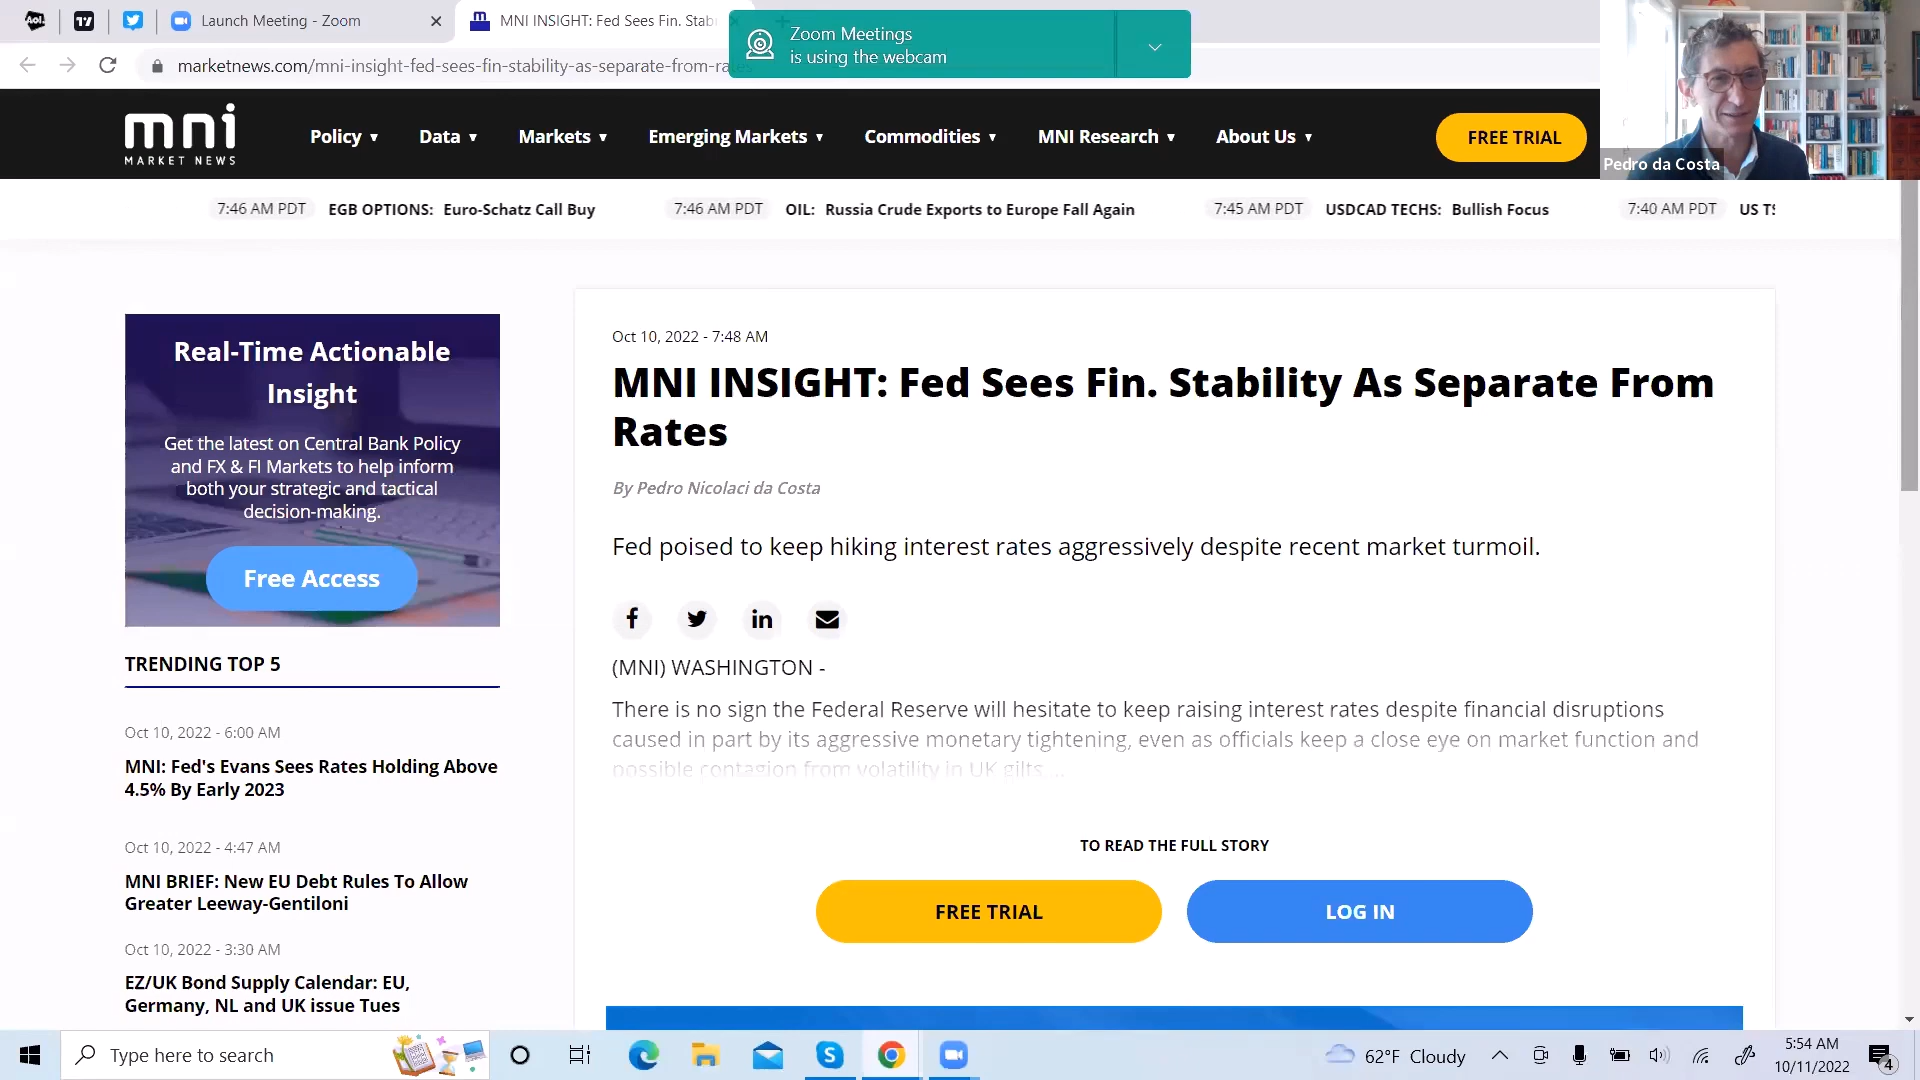 Launch Meeting - Zoom
MNI INSIGHT: Fed Sees Fin. Stab
Zoom Meetings
is using the webcam
marketnews.com/mni-insight-fed-sees-fin-stability-as-separate-from-rates
mni
MARKET NEWS
Policy ▼ Data ▼ Markets ▼ Emerging Markets ▼ Commodities ▼ MNI Research ▼ About Us ▼
FREE TRIAL
Pedro da Costa
7:46 AM PDT EGB OPTIONS: Euro-Schatz Call Buy 7:46 AM PDT OIL: Russia Crude Exports to Europe Fall Again 7:45 AM PDT USDCAD TECHS: Bullish Focus 7:40 AM PDT US TS
Real-Time Actionable
Insight
Get the latest on Central Bank Policy
and FX & FI Markets to help inform
both your strategic and tactical
decision-making.
Free Access
TRENDING TOP 5
Oct 10, 2022 - 6:00 AM
MNI: Fed's Evans Sees Rates Holding Above
4.5% By Early 2023
Oct 10, 2022 - 4:47 AM
MNI BRIEF: New EU Debt Rules To Allow
Greater Leeway-Gentiloni
Oct 10, 2022 - 3:30 AM
EZ/UK Bond Supply Calendar: EU,
Germany, NL and UK issue Tues
Oct 10, 2022 - 7:48 AM
MNI INSIGHT: Fed Sees Fin. Stability As Separate From
Rates
By Pedro Nicolaci da Costa
Fed poised to keep hiking interest rates aggressively despite recent market turmoil.
(MNI) WASHINGTON -
There is no sign the Federal Reserve will hesitate to keep raising interest rates despite financial disruptions
caused in part by its aggressive monetary tightening, even as officials keep a close eye on market function and
possible contagion from volatility in UK gilts ...
TO READ THE FULL STORY
FREE TRIAL
LOG IN
Type here to search
62°F Cloudy
5:54 AM
10/11/2022
4